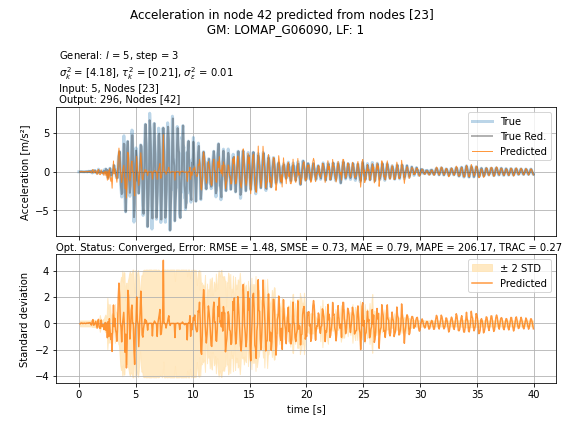 Acceleration in node 42 predicted from nodes [23]
GM: LOMAP_G06090, LF: 1
General: l = 5, step = 3
σ²ₖ = [4.18], τ²ₖ = [0.21], σ²ₑ = 0.01
Input: 5, Nodes [23]
Output: 296, Nodes [42]
Acceleration [m/s²]
5
0
−5
True
True Red.
Predicted
Opt. Status: Converged, Error: RMSE = 1.48, SMSE = 0.73, MAE = 0.79, MAPE = 206.17, TRAC = 0.27
Standard deviation
4
2
0
−2
−4
± 2 STD
Predicted
0 5 10 15 20 25 30 35 40
time [s]